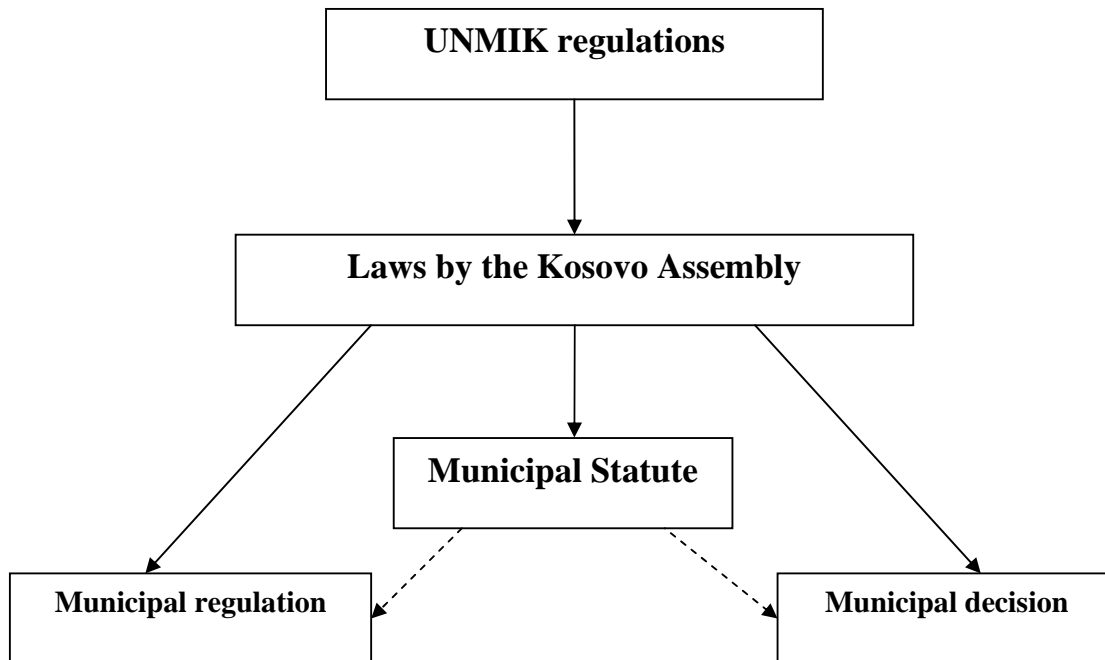 UNMIK regulations
Laws by the Kosovo Assembly
Municipal Statute
Municipal regulation
Municipal decision